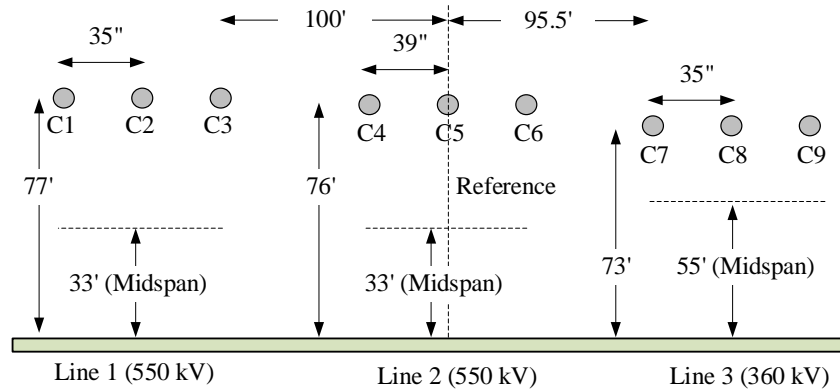 100'
95.5'
35"
39"
35"
C1
C2
C3
C4
C5
C6
C7
C8
C9
77'
76'
Reference
73'
33' (Midspan)
33' (Midspan)
55' (Midspan)
Line 1 (550 kV)
Line 2 (550 kV)
Line 3 (360 kV)